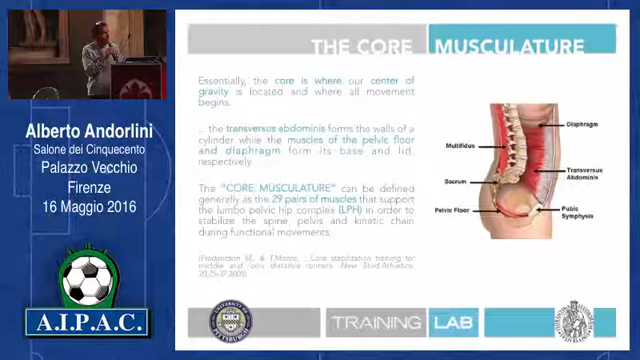 THE CORE MUSCULATURE
Essentially, the core is where our center of
gravity is located and where all movement
begins.
... the transversus abdominis forms the walls of a
cylinder while the muscles of the pelvic floor
and diaphragm form its base and lid,
respectively.
The "CORE MUSCULATURE" can be defined
generally as the 29 pairs of muscles that support
the lumbo pelvic hip complex (LPH) in order to
stabilize the spine, pelvis and kinetic chain
during functional movements.
Diaphragm
Multifidus
Transversus
Abdominis
Sacrum
Pelvic Floor
Pubic
Symphysis
Alberto Andorlini
Salone dei Cinquecento
Palazzo Vecchio
Firenze
16 Maggio 2016
A.I.P.A.C.
UNIVERSITY OF
PITTSBURGH
TRAINING LAB